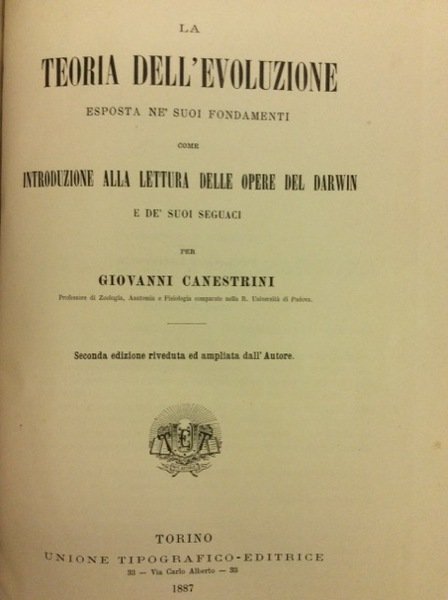 LA
TEORIA DELL'EVOLUZIONE
ESPOSTA NE' SUOI FONDAMENTI
COME
INTRODUZIONE ALLA LETTURA DELLE OPERE DEL DARWIN
E DE' SUOI SEGUACI
PER
GIOVANNI CANESTRINI
Professore di Zoologia, Anatomia e Fisiologia comparate nella R. Università di Padova.
Seconda edizione riveduta ed ampliata dall'Autore.
UTET
TORINO
UNIONE TIPOGRAFICO-EDITRICE
33 — Via Carlo Alberto — 33
1887